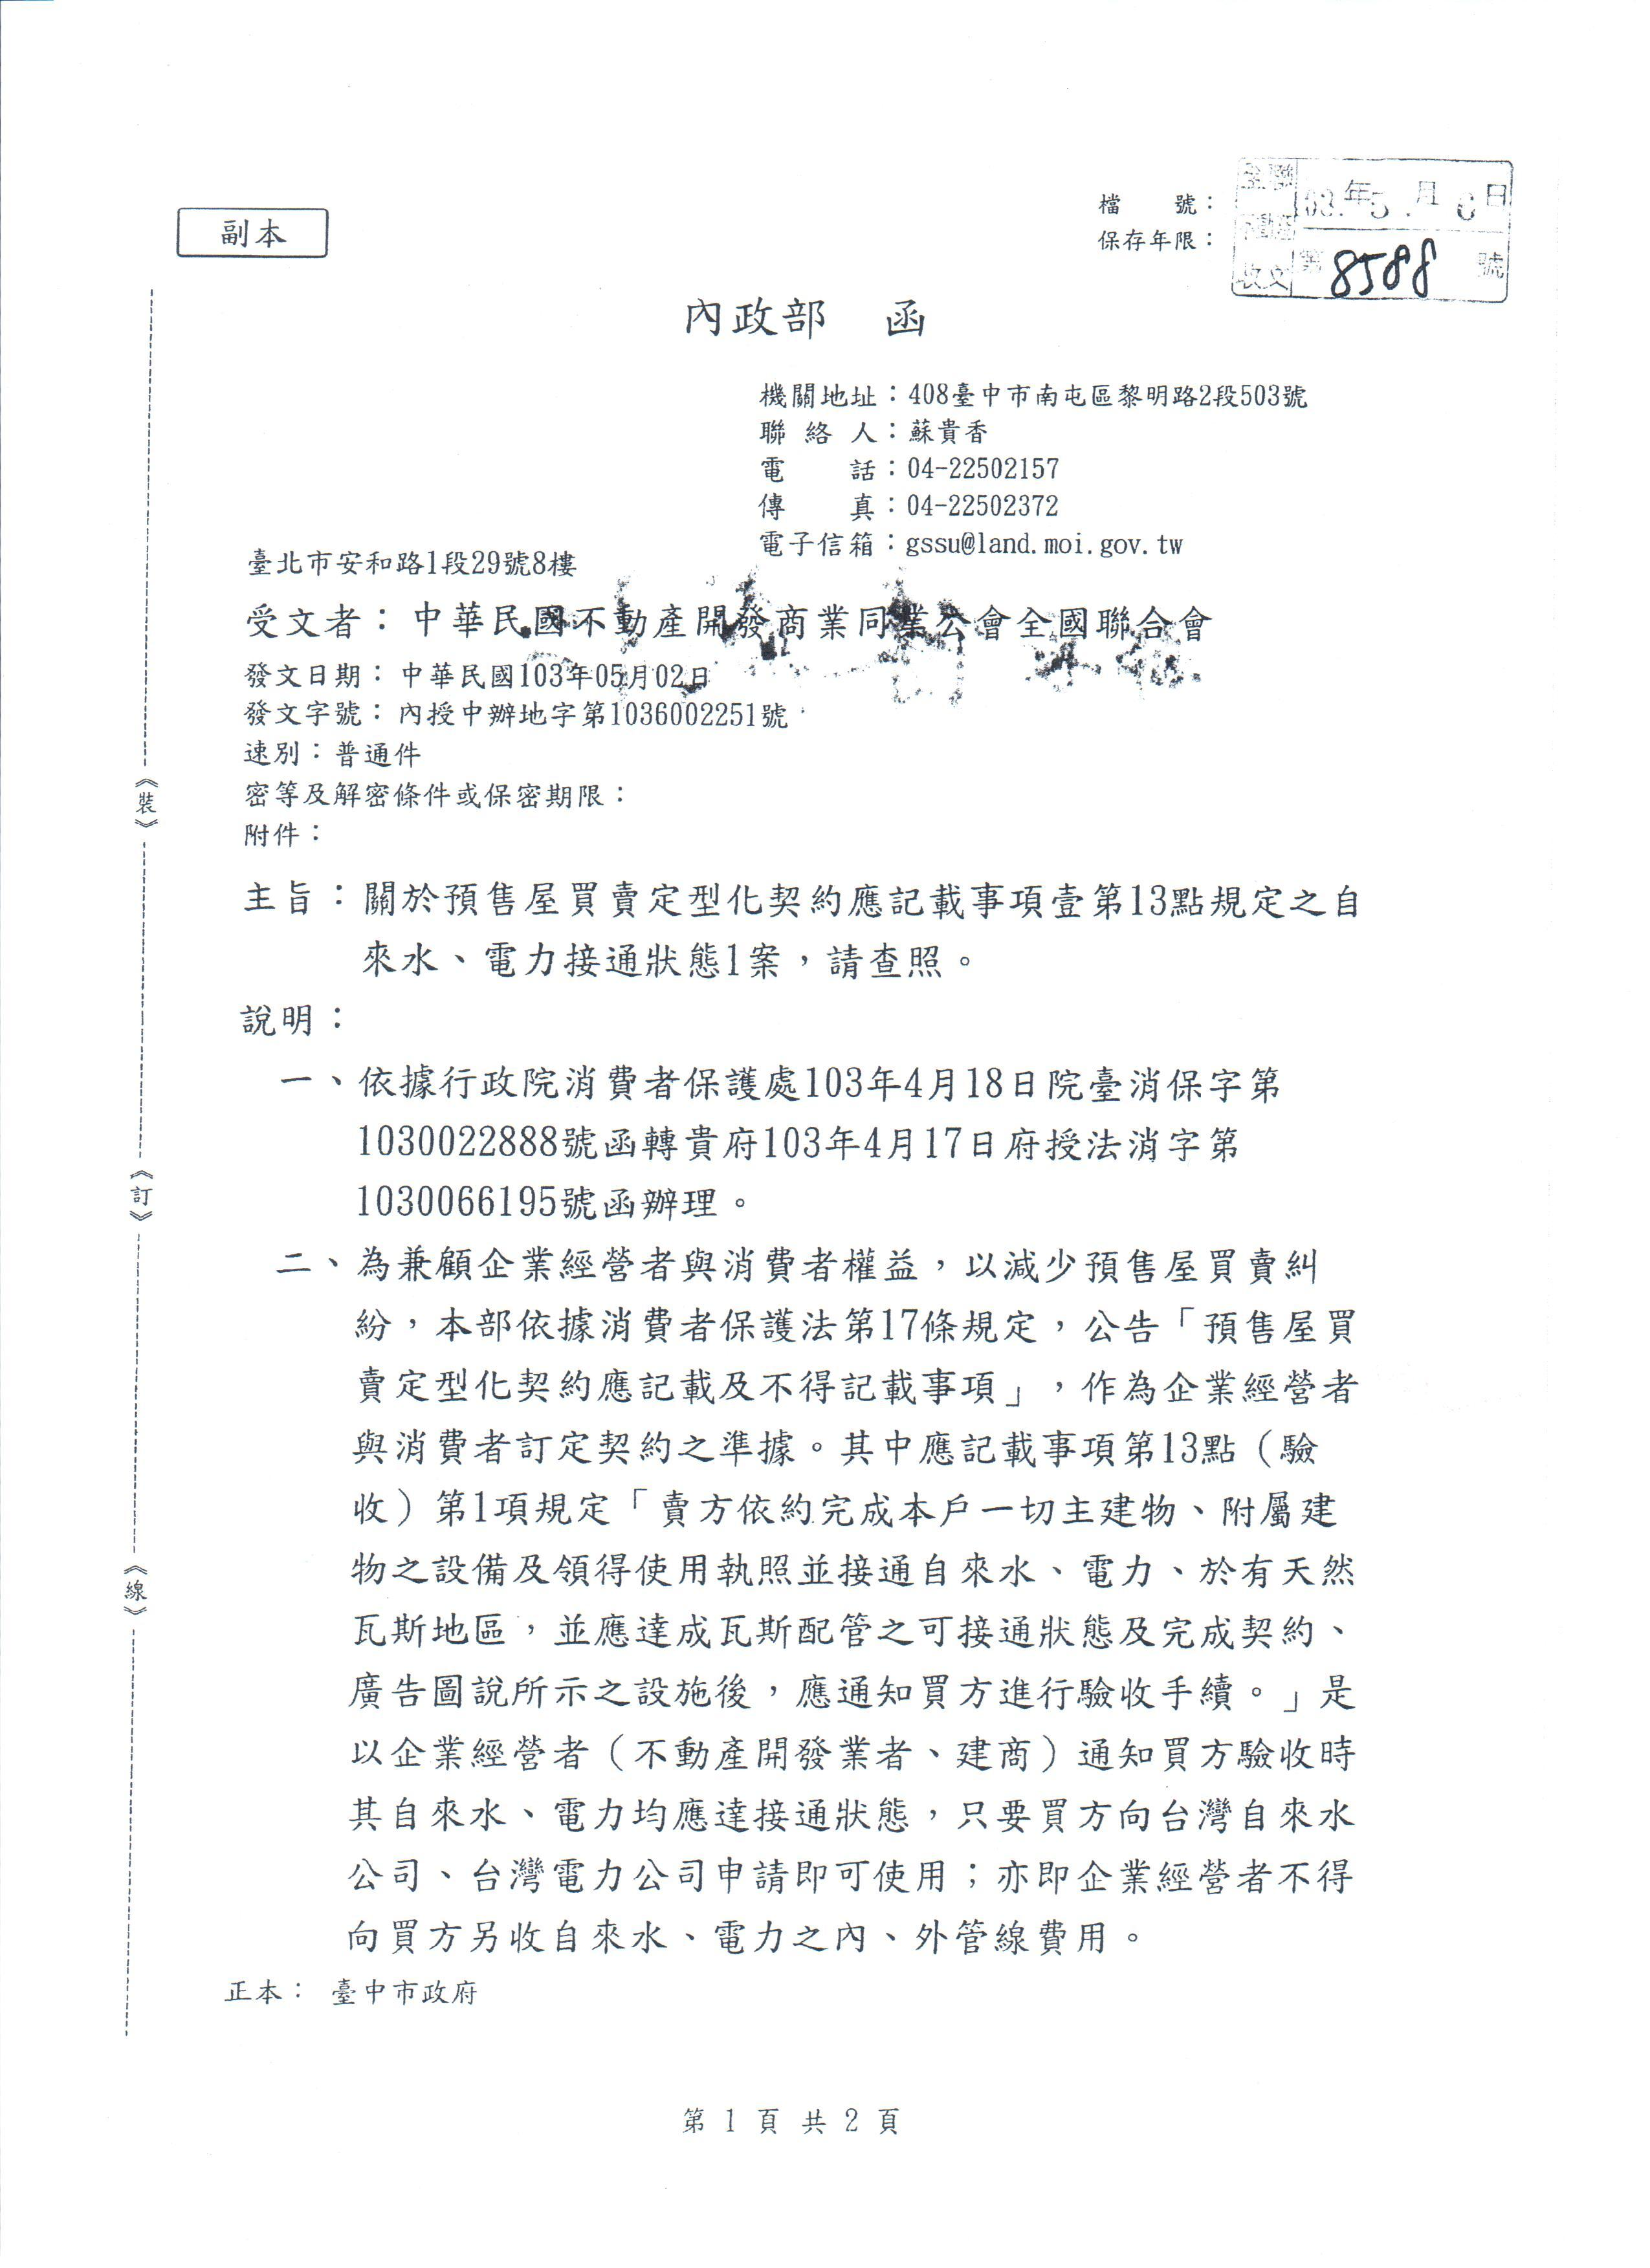 副本
檔　　號：
保存年限：
全聯
不動產
收文
103.年5.月6日
第8588號
內政部　函
機關地址：408臺中市南屯區黎明路2段503號
聯 絡 人：蘇貴香
電　　話：04-22502157
傳　　真：04-22502372
電子信箱：gssu@land.moi.gov.tw
臺北市安和路1段29號8樓
受文者：中華民國不動產開發商業同業公會全國聯合會
發文日期：中華民國103年05月02日
發文字號：內授中辦地字第1036002251號
速別：普通件
密等及解密條件或保密期限：
附件：
主旨：關於預售屋買賣定型化契約應記載事項壹第13點規定之自
來水、電力接通狀態1案，請查照。
說明：
一、依據行政院消費者保護處103年4月18日院臺消保字第
1030022888號函轉貴府103年4月17日府授法消字第
1030066195號函辦理。
二、為兼顧企業經營者與消費者權益，以減少預售屋買賣糾
紛，本部依據消費者保護法第17條規定，公告「預售屋買
賣定型化契約應記載及不得記載事項」，作為企業經營者
與消費者訂定契約之準據。其中應記載事項第13點（驗
收）第1項規定「賣方依約完成本戶一切主建物、附屬建
物之設備及領得使用執照並接通自來水、電力、於有天然
瓦斯地區，並應達成瓦斯配管之可接通狀態及完成契約、
廣告圖說所示之設施後，應通知買方進行驗收手續。」是
以企業經營者（不動產開發業者、建商）通知買方驗收時
其自來水、電力均應達接通狀態，只要買方向台灣自來水
公司、台灣電力公司申請即可使用；亦即企業經營者不得
向買方另收自來水、電力之內、外管線費用。
正本：臺中市政府
《裝》
《訂》
《線》
第 1 頁 共 2 頁